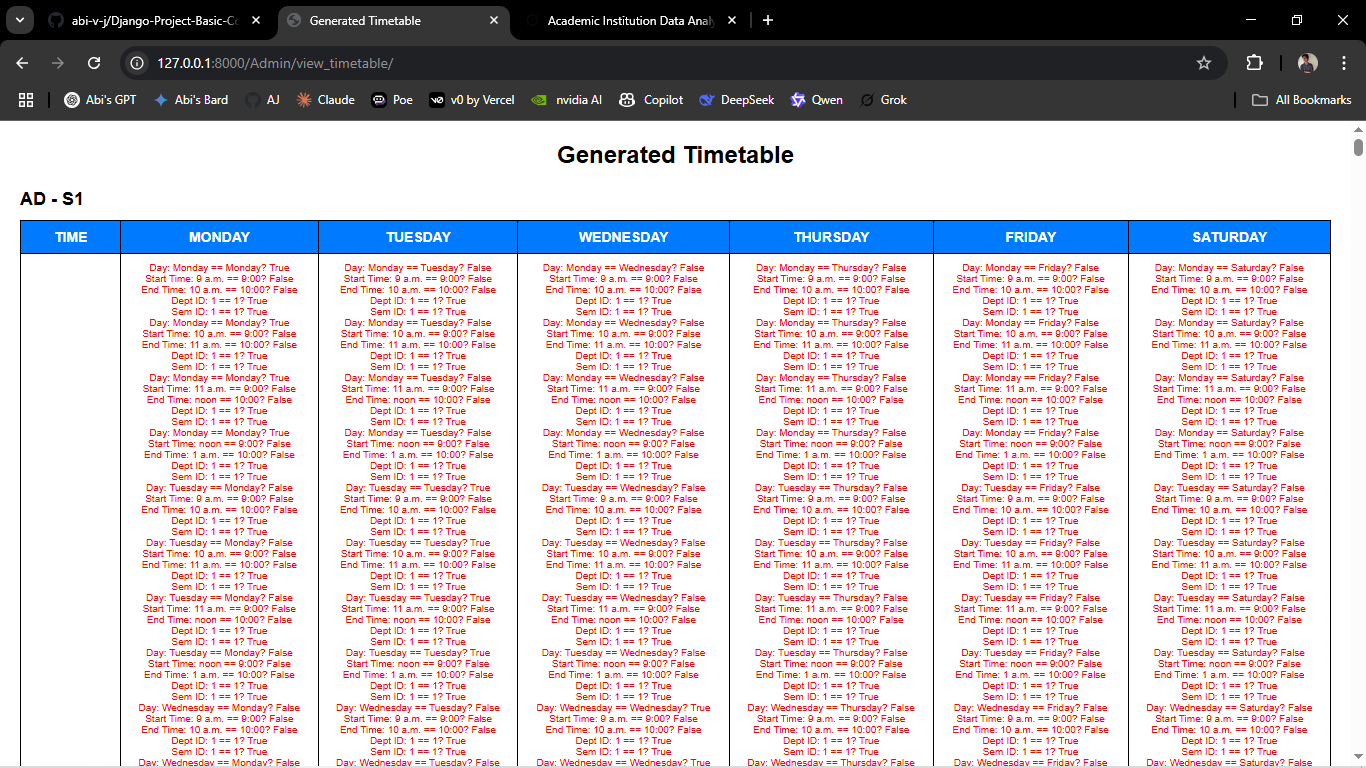 abi-v-j/Django-Project-Basic-Co
Generated Timetable
Academic Institution Data Anal
127.0.0.1:8000/Admin/view_timetable/
Abi's GPT
Abi's Bard
AJ
Claude
Poe
v0 by Vercel
nvidia AI
Copilot
DeepSeek
Qwen
Grok
All Bookmarks
Generated Timetable
AD - S1
TIME MONDAY TUESDAY WEDNESDAY THURSDAY FRIDAY SATURDAY
Day: Monday == Monday? True
Start Time: 9 a.m. == 9:00? False
End Time: 10 a.m. == 10:00? False
Dept ID: 1 == 1? True
Sem ID: 1 == 1? True
Day: Monday == Monday? True
Start Time: 10 a.m. == 9:00? False
End Time: 11 a.m. == 10:00? False
Dept ID: 1 == 1? True
Sem ID: 1 == 1? True
Day: Monday == Monday? True
Start Time: 11 a.m. == 9:00? False
End Time: noon == 10:00? False
Dept ID: 1 == 1? True
Sem ID: 1 == 1? True
Day: Monday == Monday? True
Start Time: noon == 9:00? False
End Time: 1 a.m. == 10:00? False
Dept ID: 1 == 1? True
Sem ID: 1 == 1? True
Day: Tuesday == Monday? False
Start Time: 9 a.m. == 9:00? False
End Time: 10 a.m. == 10:00? False
Dept ID: 1 == 1? True
Sem ID: 1 == 1? True
Day: Tuesday == Monday? False
Start Time: 10 a.m. == 9:00? False
End Time: 11 a.m. == 10:00? False
Dept ID: 1 == 1? True
Sem ID: 1 == 1? True
Day: Tuesday == Monday? False
Start Time: 11 a.m. == 9:00? False
End Time: noon == 10:00? False
Dept ID: 1 == 1? True
Sem ID: 1 == 1? True
Day: Tuesday == Monday? False
Start Time: noon == 9:00? False
End Time: 1 a.m. == 10:00? False
Dept ID: 1 == 1? True
Sem ID: 1 == 1? True
Day: Wednesday == Monday? False
Start Time: 9 a.m. == 9:00? False
End Time: 10 a.m. == 10:00? False
Dept ID: 1 == 1? True
Sem ID: 1 == 1? True
Day: Wednesday == Monday? False
Day: Monday == Tuesday? False
Start Time: 9 a.m. == 9:00? False
End Time: 10 a.m. == 10:00? False
Dept ID: 1 == 1? True
Sem ID: 1 == 1? True
Day: Monday == Tuesday? False
Start Time: 10 a.m. == 9:00? False
End Time: 11 a.m. == 10:00? False
Dept ID: 1 == 1? True
Sem ID: 1 == 1? True
Day: Monday == Tuesday? False
Start Time: 11 a.m. == 9:00? False
End Time: noon == 10:00? False
Dept ID: 1 == 1? True
Sem ID: 1 == 1? True
Day: Monday == Tuesday? False
Start Time: noon == 9:00? False
End Time: 1 a.m. == 10:00? False
Dept ID: 1 == 1? True
Sem ID: 1 == 1? True
Day: Tuesday == Tuesday? True
Start Time: 9 a.m. == 9:00? False
End Time: 10 a.m. == 10:00? False
Dept ID: 1 == 1? True
Sem ID: 1 == 1? True
Day: Tuesday == Tuesday? True
Start Time: 10 a.m. == 9:00? False
End Time: 11 a.m. == 10:00? False
Dept ID: 1 == 1? True
Sem ID: 1 == 1? True
Day: Tuesday == Tuesday? True
Start Time: 11 a.m. == 9:00? False
End Time: noon == 10:00? False
Dept ID: 1 == 1? True
Sem ID: 1 == 1? True
Day: Tuesday == Tuesday? True
Start Time: noon == 9:00? False
End Time: 1 a.m. == 10:00? False
Dept ID: 1 == 1? True
Sem ID: 1 == 1? True
Day: Wednesday == Tuesday? False
Start Time: 9 a.m. == 9:00? False
End Time: 10 a.m. == 10:00? False
Dept ID: 1 == 1? True
Sem ID: 1 == 1? True
Day: Wednesday == Tuesday? False
Day: Monday == Wednesday? False
Start Time: 9 a.m. == 9:00? False
End Time: 10 a.m. == 10:00? False
Dept ID: 1 == 1? True
Sem ID: 1 == 1? True
Day: Monday == Wednesday? False
Start Time: 10 a.m. == 9:00? False
End Time: 11 a.m. == 10:00? False
Dept ID: 1 == 1? True
Sem ID: 1 == 1? True
Day: Monday == Wednesday? False
Start Time: 11 a.m. == 9:00? False
End Time: noon == 10:00? False
Dept ID: 1 == 1? True
Sem ID: 1 == 1? True
Day: Monday == Wednesday? False
Start Time: noon == 9:00? False
End Time: 1 a.m. == 10:00? False
Dept ID: 1 == 1? True
Sem ID: 1 == 1? True
Day: Tuesday == Wednesday? False
Start Time: 9 a.m. == 9:00? False
End Time: 10 a.m. == 10:00? False
Dept ID: 1 == 1? True
Sem ID: 1 == 1? True
Day: Tuesday == Wednesday? False
Start Time: 10 a.m. == 9:00? False
End Time: 11 a.m. == 10:00? False
Dept ID: 1 == 1? True
Sem ID: 1 == 1? True
Day: Tuesday == Wednesday? False
Start Time: 11 a.m. == 9:00? False
End Time: noon == 10:00? False
Dept ID: 1 == 1? True
Sem ID: 1 == 1? True
Day: Tuesday == Wednesday? False
Start Time: noon == 9:00? False
End Time: 1 a.m. == 10:00? False
Dept ID: 1 == 1? True
Sem ID: 1 == 1? True
Day: Wednesday == Wednesday? True
Start Time: 9 a.m. == 9:00? False
End Time: 10 a.m. == 10:00? False
Dept ID: 1 == 1? True
Sem ID: 1 == 1? True
Day: Wednesday == Wednesday? True
Day: Monday == Thursday? False
Start Time: 9 a.m. == 9:00? False
End Time: 10 a.m. == 10:00? False
Dept ID: 1 == 1? True
Sem ID: 1 == 1? True
Day: Monday == Thursday? False
Start Time: 10 a.m. == 9:00? False
End Time: 11 a.m. == 10:00? False
Dept ID: 1 == 1? True
Sem ID: 1 == 1? True
Day: Monday == Thursday? False
Start Time: 11 a.m. == 9:00? False
End Time: noon == 10:00? False
Dept ID: 1 == 1? True
Sem ID: 1 == 1? True
Day: Monday == Thursday? False
Start Time: noon == 9:00? False
End Time: 1 a.m. == 10:00? False
Dept ID: 1 == 1? True
Sem ID: 1 == 1? True
Day: Tuesday == Thursday? False
Start Time: 9 a.m. == 9:00? False
End Time: 10 a.m. == 10:00? False
Dept ID: 1 == 1? True
Sem ID: 1 == 1? True
Day: Tuesday == Thursday? False
Start Time: 10 a.m. == 9:00? False
End Time: 11 a.m. == 10:00? False
Dept ID: 1 == 1? True
Sem ID: 1 == 1? True
Day: Tuesday == Thursday? False
Start Time: 11 a.m. == 9:00? False
End Time: noon == 10:00? False
Dept ID: 1 == 1? True
Sem ID: 1 == 1? True
Day: Tuesday == Thursday? False
Start Time: noon == 9:00? False
End Time: 1 a.m. == 10:00? False
Dept ID: 1 == 1? True
Sem ID: 1 == 1? True
Day: Wednesday == Thursday? False
Start Time: 9 a.m. == 9:00? False
End Time: 10 a.m. == 10:00? False
Dept ID: 1 == 1? True
Sem ID: 1 == 1? True
Day: Wednesday == Thursday? False
Day: Monday == Friday? False
Start Time: 9 a.m. == 9:00? False
End Time: 10 a.m. == 10:00? False
Dept ID: 1 == 1? True
Sem ID: 1 == 1? True
Day: Monday == Friday? False
Start Time: 10 a.m. == 9:00? False
End Time: 11 a.m. == 10:00? False
Dept ID: 1 == 1? True
Sem ID: 1 == 1? True
Day: Monday == Friday? False
Start Time: 11 a.m. == 9:00? False
End Time: noon == 10:00? False
Dept ID: 1 == 1? True
Sem ID: 1 == 1? True
Day: Monday == Friday? False
Start Time: noon == 9:00? False
End Time: 1 a.m. == 10:00? False
Dept ID: 1 == 1? True
Sem ID: 1 == 1? True
Day: Tuesday == Friday? False
Start Time: 9 a.m. == 9:00? False
End Time: 10 a.m. == 10:00? False
Dept ID: 1 == 1? True
Sem ID: 1 == 1? True
Day: Tuesday == Friday? False
Start Time: 10 a.m. == 9:00? False
End Time: 11 a.m. == 10:00? False
Dept ID: 1 == 1? True
Sem ID: 1 == 1? True
Day: Tuesday == Friday? False
Start Time: 11 a.m. == 9:00? False
End Time: noon == 10:00? False
Dept ID: 1 == 1? True
Sem ID: 1 == 1? True
Day: Tuesday == Friday? False
Start Time: noon == 9:00? False
End Time: 1 a.m. == 10:00? False
Dept ID: 1 == 1? True
Sem ID: 1 == 1? True
Day: Wednesday == Friday? False
Start Time: 9 a.m. == 9:00? False
End Time: 10 a.m. == 10:00? False
Dept ID: 1 == 1? True
Sem ID: 1 == 1? True
Day: Wednesday == Friday? False
Day: Monday == Saturday? False
Start Time: 9 a.m. == 9:00? False
End Time: 10 a.m. == 10:00? False
Dept ID: 1 == 1? True
Sem ID: 1 == 1? True
Day: Monday == Saturday? False
Start Time: 10 a.m. == 9:00? False
End Time: 11 a.m. == 10:00? False
Dept ID: 1 == 1? True
Sem ID: 1 == 1? True
Day: Monday == Saturday? False
Start Time: 11 a.m. == 9:00? False
End Time: noon == 10:00? False
Dept ID: 1 == 1? True
Sem ID: 1 == 1? True
Day: Monday == Saturday? False
Start Time: noon == 9:00? False
End Time: 1 a.m. == 10:00? False
Dept ID: 1 == 1? True
Sem ID: 1 == 1? True
Day: Tuesday == Saturday? False
Start Time: 9 a.m. == 9:00? False
End Time: 10 a.m. == 10:00? False
Dept ID: 1 == 1? True
Sem ID: 1 == 1? True
Day: Tuesday == Saturday? False
Start Time: 10 a.m. == 9:00? False
End Time: 11 a.m. == 10:00? False
Dept ID: 1 == 1? True
Sem ID: 1 == 1? True
Day: Tuesday == Saturday? False
Start Time: 11 a.m. == 9:00? False
End Time: noon == 10:00? False
Dept ID: 1 == 1? True
Sem ID: 1 == 1? True
Day: Tuesday == Saturday? False
Start Time: noon == 9:00? False
End Time: 1 a.m. == 10:00? False
Dept ID: 1 == 1? True
Sem ID: 1 == 1? True
Day: Wednesday == Saturday? False
Start Time: 9 a.m. == 9:00? False
End Time: 10 a.m. == 10:00? False
Dept ID: 1 == 1? True
Sem ID: 1 == 1? True
Day: Wednesday == Saturday? False